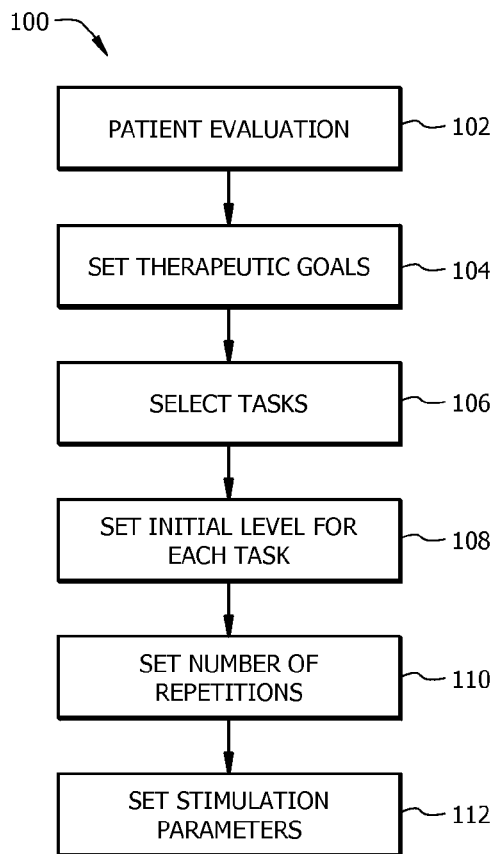 100
PATIENT EVALUATION
102
SET THERAPEUTIC GOALS
104
SELECT TASKS
106
SET INITIAL LEVEL FOR
EACH TASK
108
SET NUMBER OF
REPETITIONS
110
SET STIMULATION
PARAMETERS
112